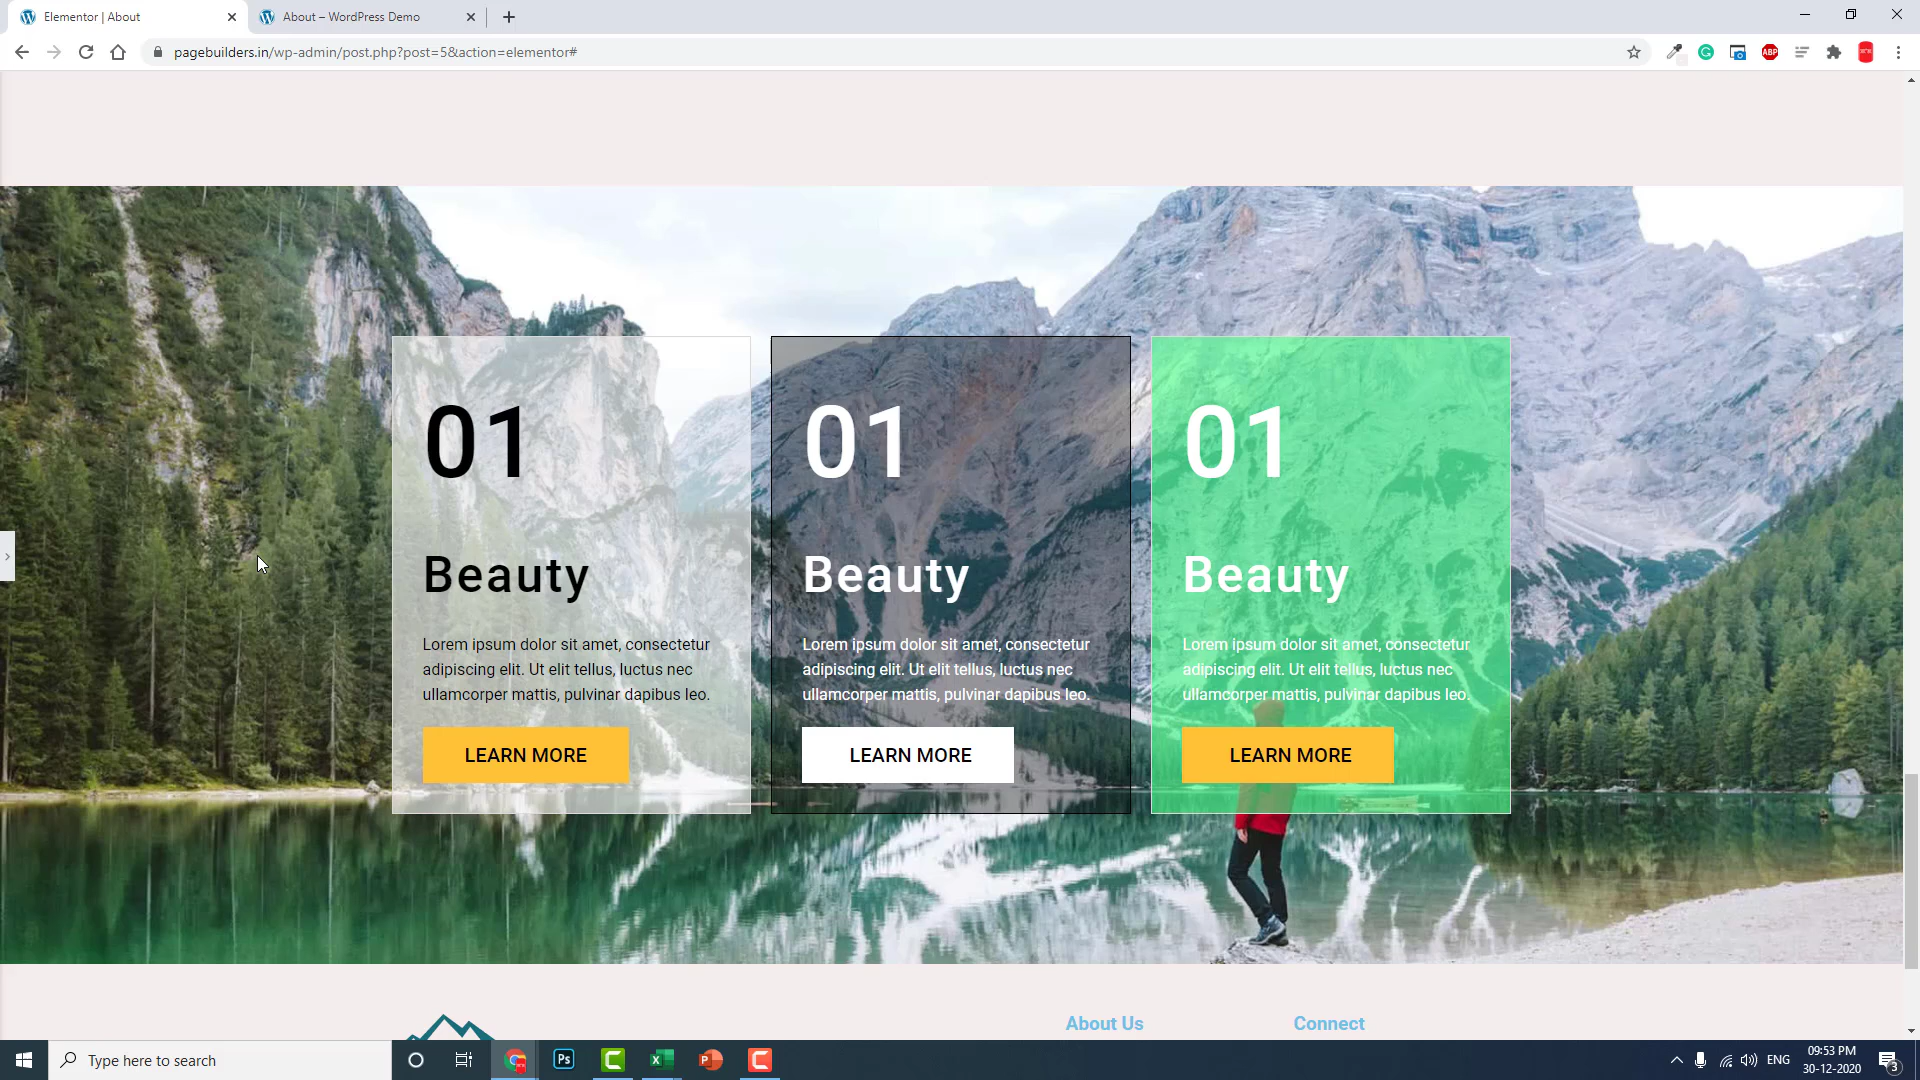 Elementor | About
About – WordPress Demo
pagebuilders.in/wp-admin/post.php?post=5&action=elementor#
ABP
01
Beauty
Lorem ipsum dolor sit amet, consectetur
adipiscing elit. Ut elit tellus, luctus nec
ullamcorper mattis, pulvinar dapibus leo.
LEARN MORE
01
Beauty
Lorem ipsum dolor sit amet, consectetur
adipiscing elit. Ut elit tellus, luctus nec
ullamcorper mattis, pulvinar dapibus leo.
LEARN MORE
01
Beauty
Lorem ipsum dolor sit amet, consectetur
adipiscing elit. Ut elit tellus, luctus nec
ullamcorper mattis, pulvinar dapibus leo.
LEARN MORE
About Us
Connect
Type here to search
Ps
ENG
09:53 PM
30-12-2020
3